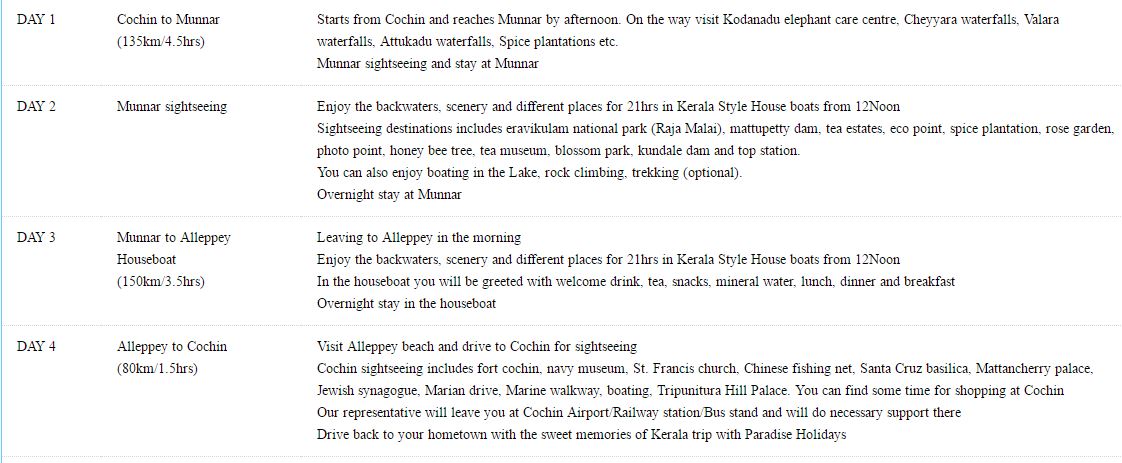 DAY 1
Cochin to Munnar
(135km/4.5hrs)
Starts from Cochin and reaches Munnar by afternoon. On the way visit Kodanadu elephant care centre, Cheyyara waterfalls, Valara
waterfalls, Attukadu waterfalls, Spice plantations etc.
Munnar sightseeing and stay at Munnar
DAY 2
Munnar sightseeing
Enjoy the backwaters, scenery and different places for 21hrs in Kerala Style House boats from 12Noon
Sightseeing destinations includes eravikulam national park (Raja Malai), mattupetty dam, tea estates, eco point, spice plantation, rose garden,
photo point, honey bee tree, tea museum, blossom park, kundale dam and top station.
You can also enjoy boating in the Lake, rock climbing, trekking (optional).
Overnight stay at Munnar
DAY 3
Munnar to Alleppey
Houseboat
(150km/3.5hrs)
Leaving to Alleppey in the morning
Enjoy the backwaters, scenery and different places for 21hrs in Kerala Style House boats from 12Noon
In the houseboat you will be greeted with welcome drink, tea, snacks, mineral water, lunch, dinner and breakfast
Overnight stay in the houseboat
DAY 4
Alleppey to Cochin
(80km/1.5hrs)
Visit Alleppey beach and drive to Cochin for sightseeing
Cochin sightseeing includes fort cochin, navy museum, St. Francis church, Chinese fishing net, Santa Cruz basilica, Mattancherry palace,
Jewish synagogue, Marian drive, Marine walkway, boating, Tripunitura Hill Palace. You can find some time for shopping at Cochin
Our representative will leave you at Cochin Airport/Railway station/Bus stand and will do necessary support there
Drive back to your hometown with the sweet memories of Kerala trip with Paradise Holidays